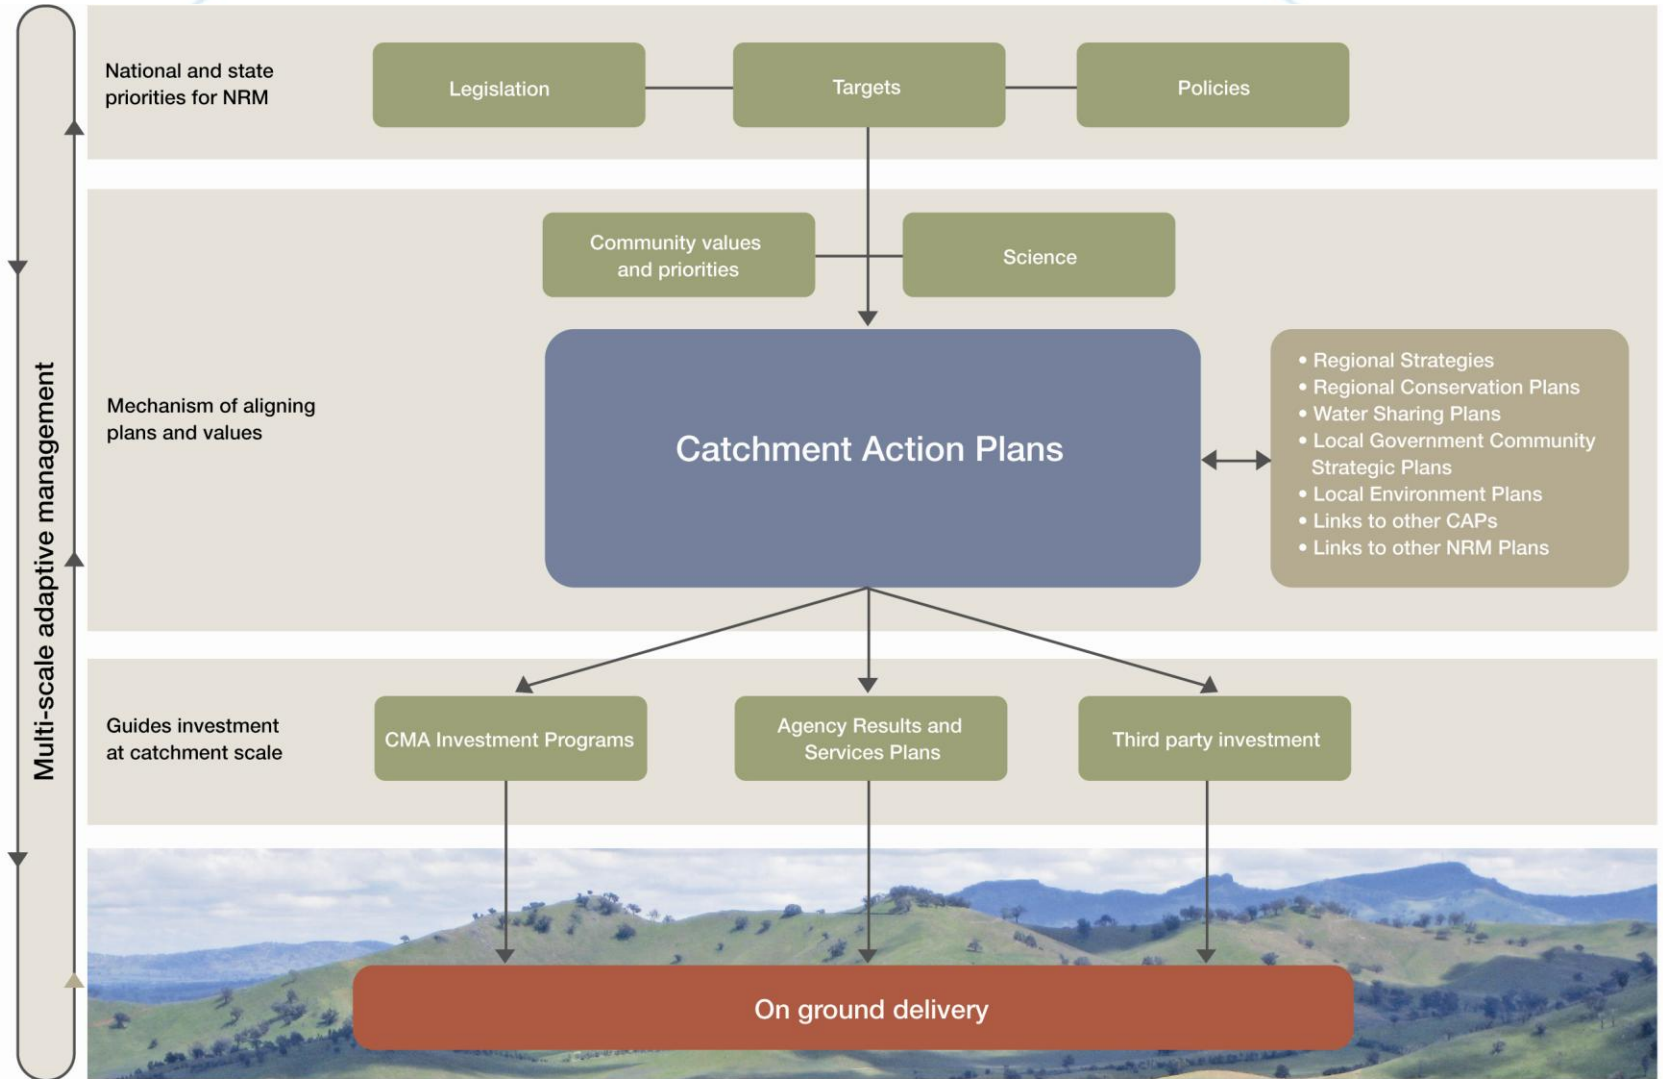 National and state
priorities for NRM
Legislation
Targets
Policies
Community values
and priorities
Science
Mechanism of aligning
plans and values
Catchment Action Plans
• Regional Strategies
• Regional Conservation Plans
• Water Sharing Plans
• Local Government Community
Strategic Plans
• Local Environment Plans
• Links to other CAPs
• Links to other NRM Plans
Multi-scale adaptive management
Guides investment
at catchment scale
CMA Investment Programs
Agency Results and
Services Plans
Third party investment
On ground delivery